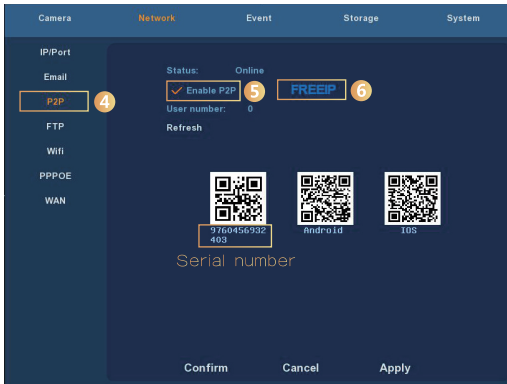 Camera Network Event Storage System
IP/Port
Email
P2P 4
FTP
Wifi
PPPOE
WAN
Status: Online
Enable P2P 5 FREEIP 6
User number: 0
Refresh
9760456932
403
Android
IOS
Serial number
Confirm Cancel Apply